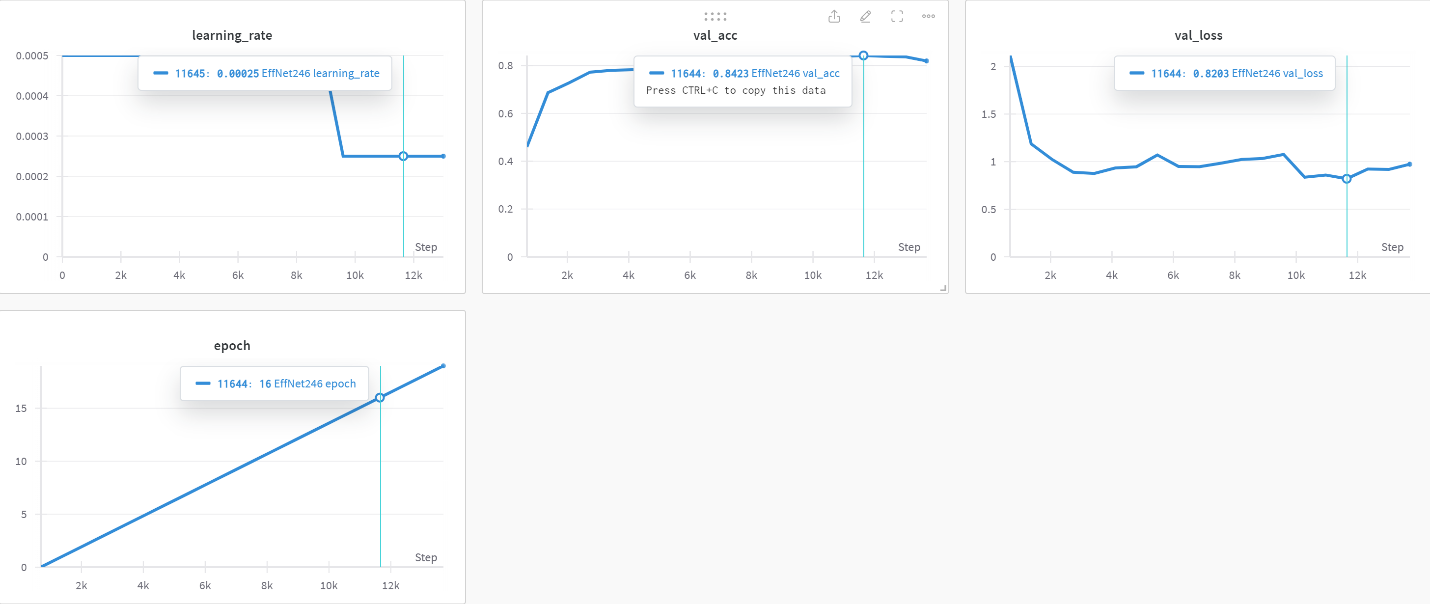 learning_rate
0.0005
0.0004
0.0003
0.0002
0.0001
0
11645: 0.00025 EffNet246 learning_rate
Step
0 2k 4k 6k 8k 10k 12k
val_acc
0.8
0.6
0.4
0.2
0
11644: 0.8423 EffNet246 val_acc
Press CTRL+C to copy this data
Step
2k 4k 6k 8k 10k 12k
val_loss
2
1.5
1
0.5
0
11644: 0.8203 EffNet246 val_loss
Step
2k 4k 6k 8k 10k 12k
epoch
15
10
5
0
11644: 16 EffNet246 epoch
Step
2k 4k 6k 8k 10k 12k